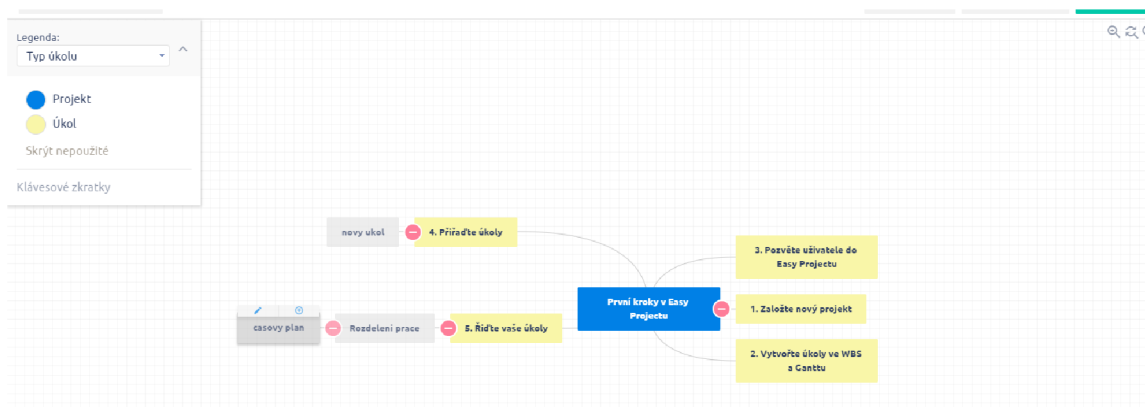 Legenda:
Typ úkolu
Projekt
Úkol
Skrýt nepoužité
Klávesové zkratky
novy ukol
4. Přiřaďte úkoly
3. Pozvěte uživatele do
Easy Projectu
První kroky v Easy
Projectu
1. Založte nový projekt
casovy plan
Rozdeleni prace
5. Řiďte vaše úkoly
2. Vytvořte úkoly ve WBS
a Ganttu